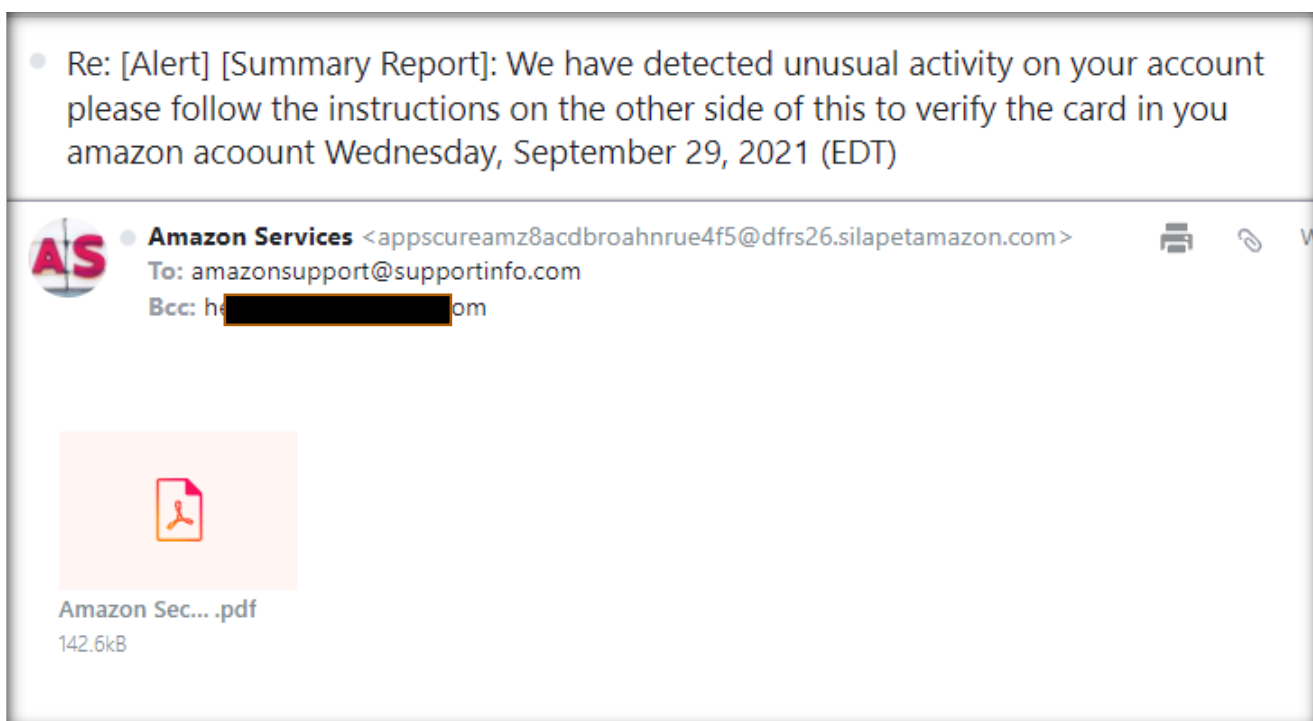 Re: [Alert] [Summary Report]: We have detected unusual activity on your account
please follow the instructions on the other side of this to verify the card in you
amazon acoount Wednesday, September 29, 2021 (EDT)
AS
Amazon Services <appscureamz8acdbroahnrue4f5@dfrs26.silapetamazon.com>
To: amazonsupport@supportinfo.com
Bcc: he om
Amazon Sec... .pdf
142.6kB